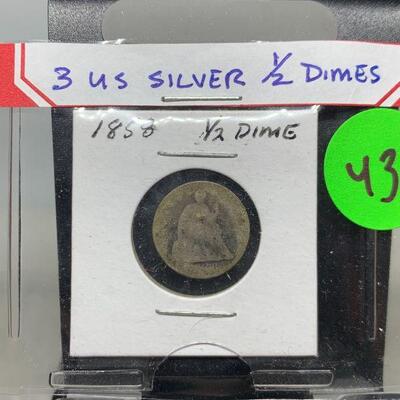 3 US SILVER 1/2 DIMES
1858 1/2 DIME
43